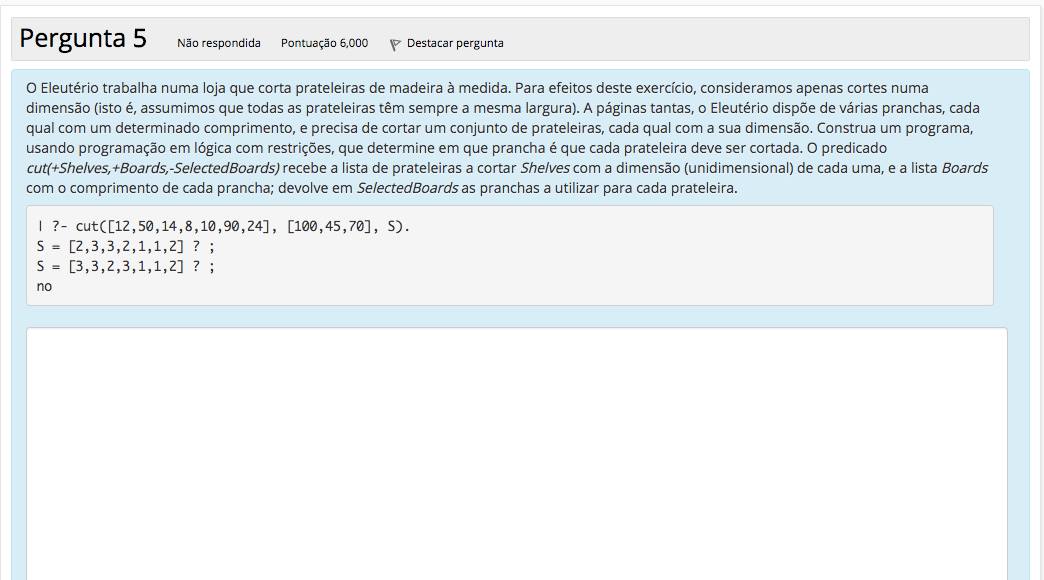 Pergunta 5 Não respondida Pontuação 6,000 Destacar pergunta
O Eleutério trabalha numa loja que corta prateleiras de madeira à medida. Para efeitos deste exercício, consideramos apenas cortes numa
dimensão (isto é, assumimos que todas as prateleiras têm sempre a mesma largura). A páginas tantas, o Eleutério dispõe de várias pranchas, cada
qual com um determinado comprimento, e precisa de cortar um conjunto de prateleiras, cada qual com a sua dimensão. Construa um programa,
usando programação em lógica com restrições, que determine em que prancha é que cada prateleira deve ser cortada. O predicado
cut(+Shelves,+Boards,-SelectedBoards) recebe a lista de prateleiras a cortar Shelves com a dimensão (unidimensional) de cada uma, e a lista Boards
com o comprimento de cada prancha; devolve em SelectedBoards as pranchas a utilizar para cada prateleira.
| ?- cut([12,50,14,8,10,90,24], [100,45,70], S).
S = [2,3,3,2,1,1,2] ? ;
S = [3,3,2,3,1,1,2] ? ;
no